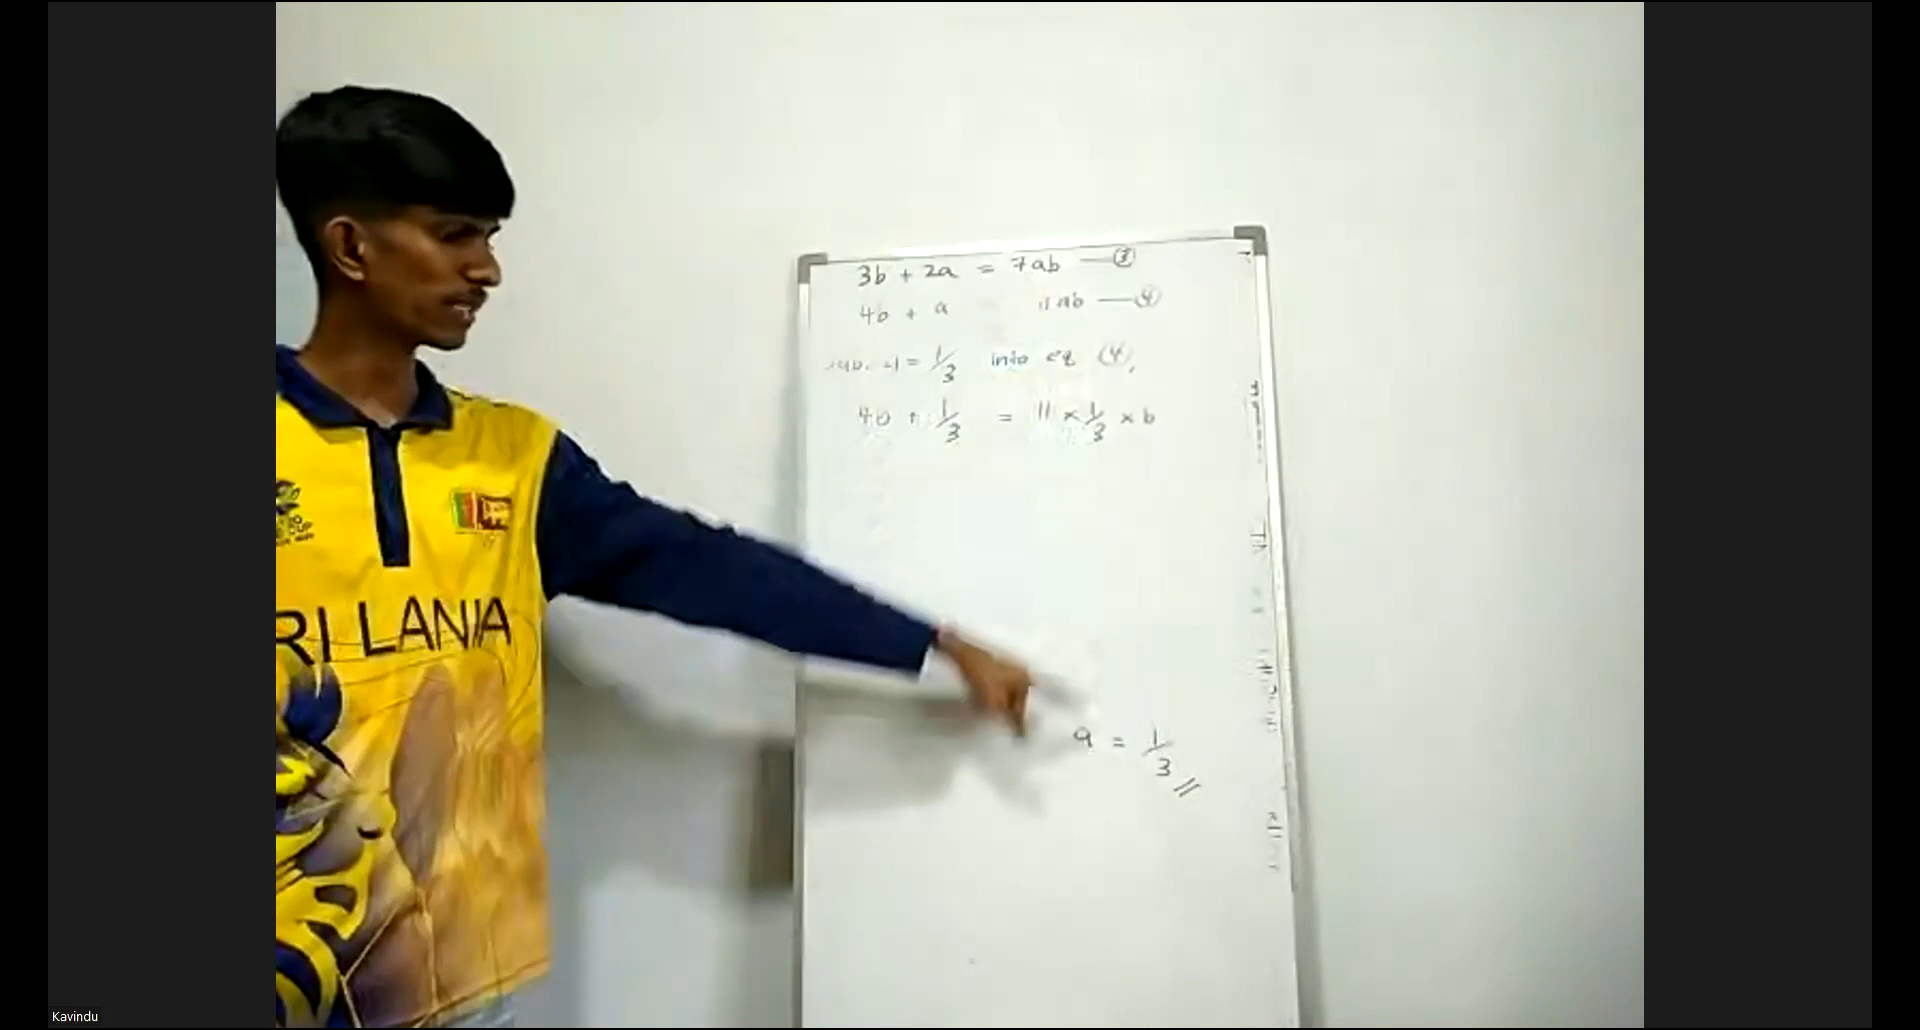 3b + 2a = 7ab — ③
4b + a 11ab — ④
sub. a = 1/3 into eq ④,
4b + 1/3 = 11 × 1/3 × b
a = 1/3 //
RI LANKA
CUP
Kavindu